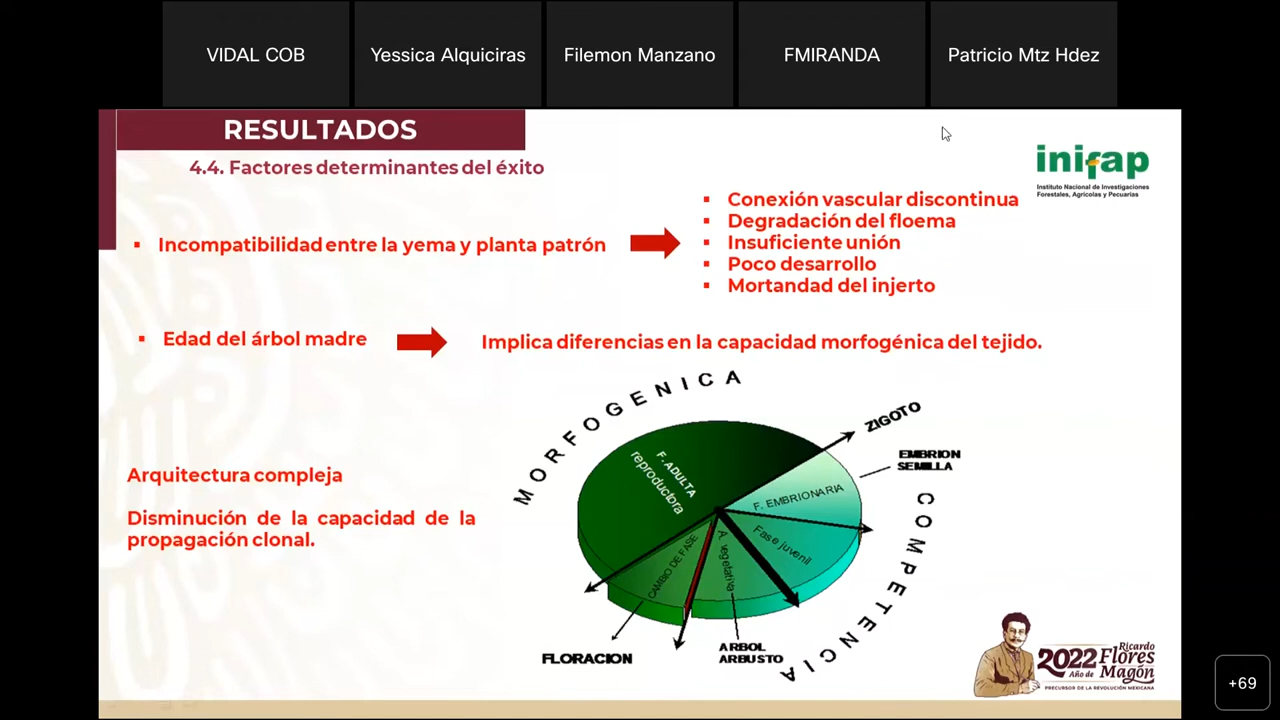 VIDAL COB
Yessica Alquiciras
Filemon Manzano
FMIRANDA
Patricio Mtz Hdez
RESULTADOS
4.4. Factores determinantes del éxito
inifap
Instituto Nacional de Investigaciones
Forestales, Agrícolas y Pecuarias
▪ Incompatibilidad entre la yema y planta patrón
▪ Conexión vascular discontinua
▪ Degradación del floema
▪ Insuficiente unión
▪ Poco desarrollo
▪ Mortandad del injerto
▪ Edad del árbol madre
Implica diferencias en la capacidad morfogénica del tejido.
Arquitectura compleja
Disminución de la capacidad de la
propagación clonal.
MORFOGENICA
COMPETENCIA
ZIGOTO
EMBRION
SEMILLA
F. EMBRIONARIA
Fase juvenil
A. vegetativa
CAMBIO DE FASE
F. ADULTA
reproductora
FLORACION
ARBOL
ARBUSTO
2022
Año de
Ricardo
Flores
Magón
PRECURSOR DE LA REVOLUCIÓN MEXICANA
+69